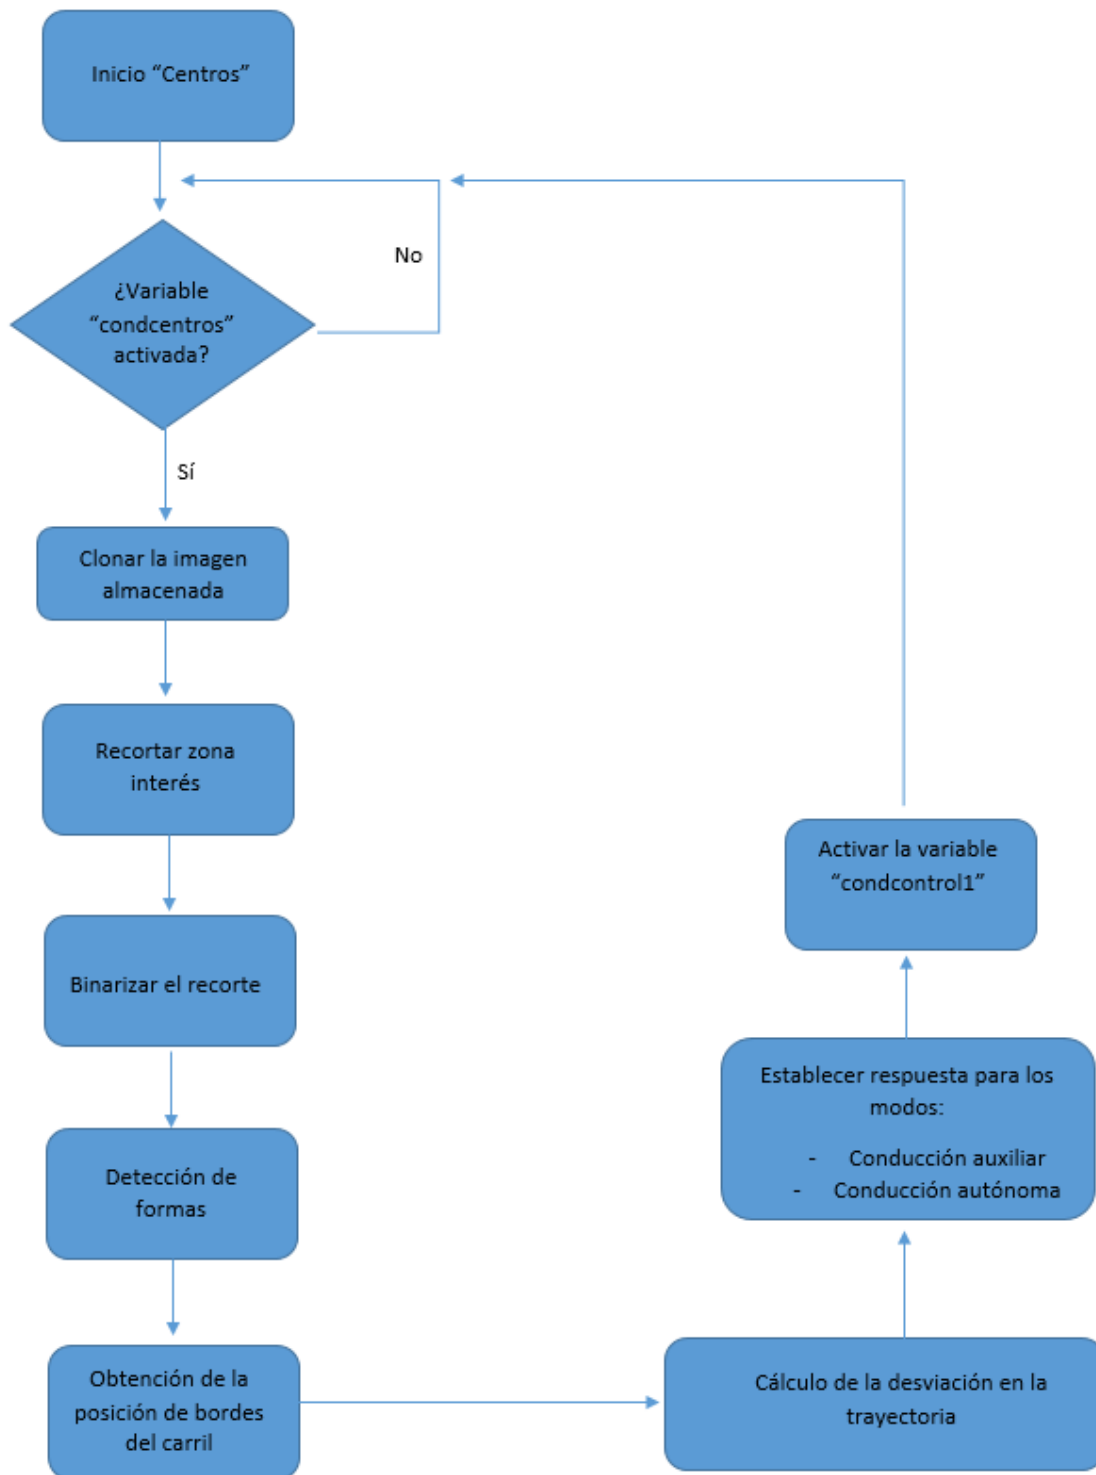 Inicio “Centros”
No
¿Variable
“condcentros”
activada?
Sí
Clonar la imagen
almacenada
Recortar zona
interés
Binarizar el recorte
Detección de
formas
Obtención de la
posición de bordes
del carril
Cálculo de la desviación en la
trayectoria
Establecer respuesta para los
modos:
- Conducción auxiliar
- Conducción autónoma
Activar la variable
“condcontrol1”